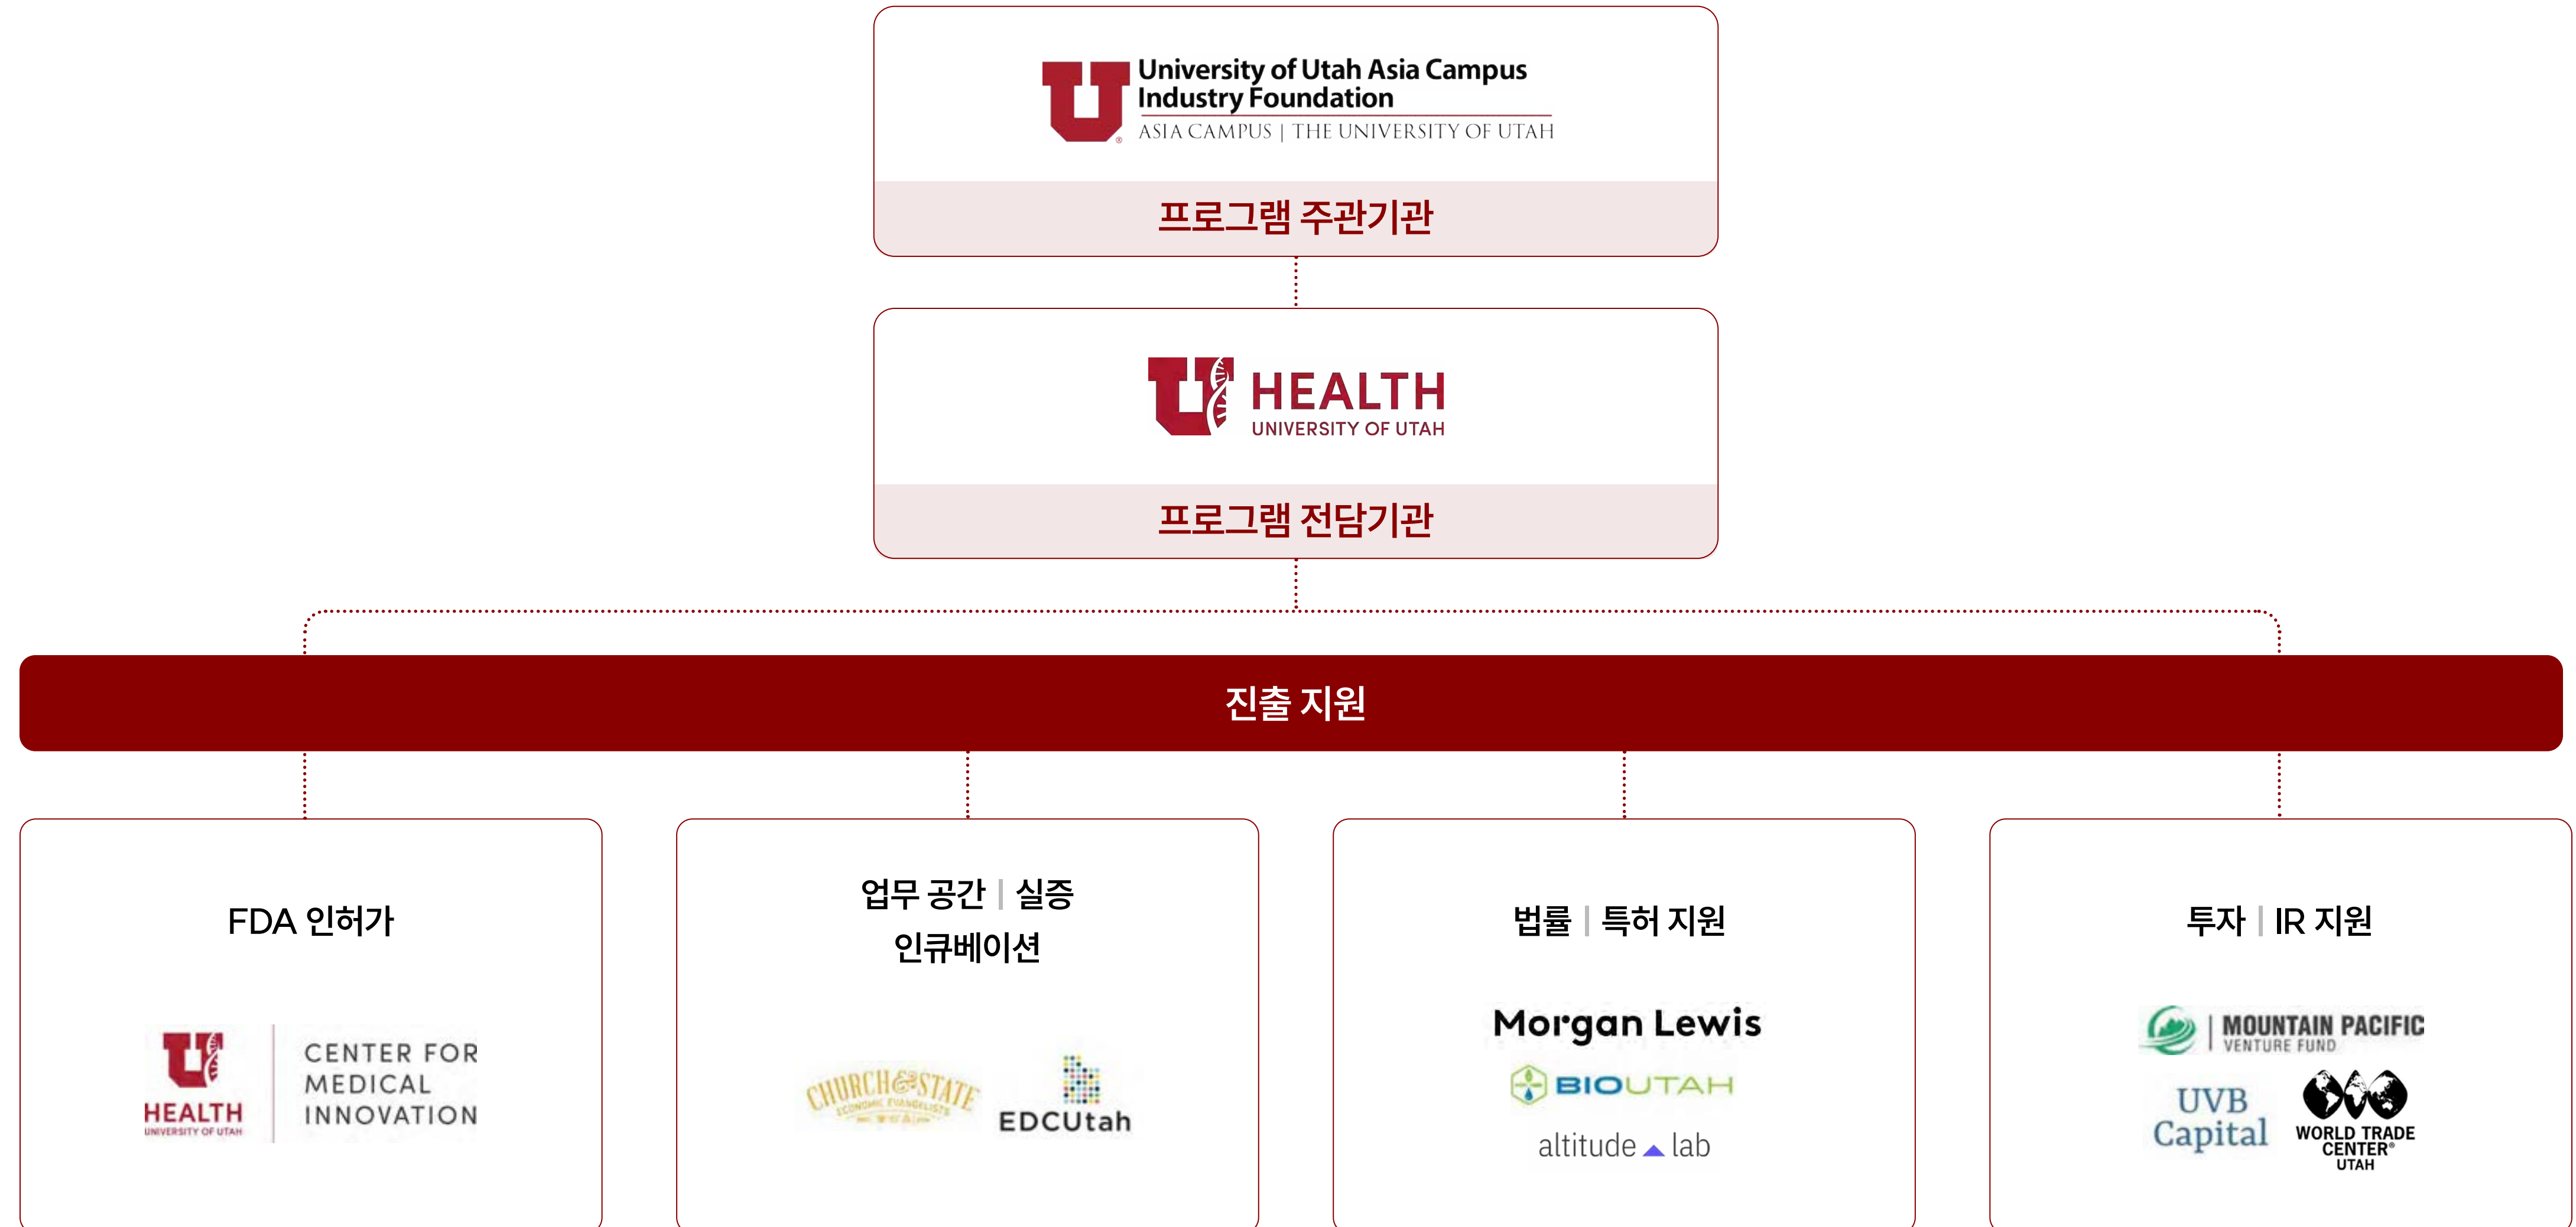 University of Utah Asia Campus
Industry Foundation
ASIA CAMPUS | THE UNIVERSITY OF UTAH
프로그램 주관기관
HEALTH
UNIVERSITY OF UTAH
프로그램 전담기관
진출 지원
FDA 인허가
HEALTH
UNIVERSITY OF UTAH
CENTER FOR
MEDICAL
INNOVATION
업무 공간 | 실증
인큐베이션
CHURCH & STATE
ECONOMIC EVANGELISTS
EDCUtah
법률 | 특허 지원
Morgan Lewis
BIOUTAH
altitude lab
투자 | IR 지원
MOUNTAIN PACIFIC
VENTURE FUND
UVB
Capital
WORLD TRADE
CENTER®
UTAH